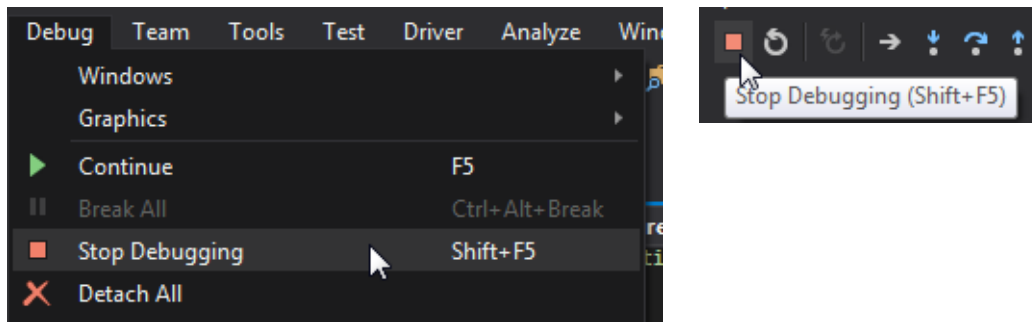 Debug Team Tools Test Driver Analyze
Windows
Graphics
Continue F5
Break All Ctrl+Alt+Break
Stop Debugging Shift+F5
Detach All
Stop Debugging (Shift+F5)